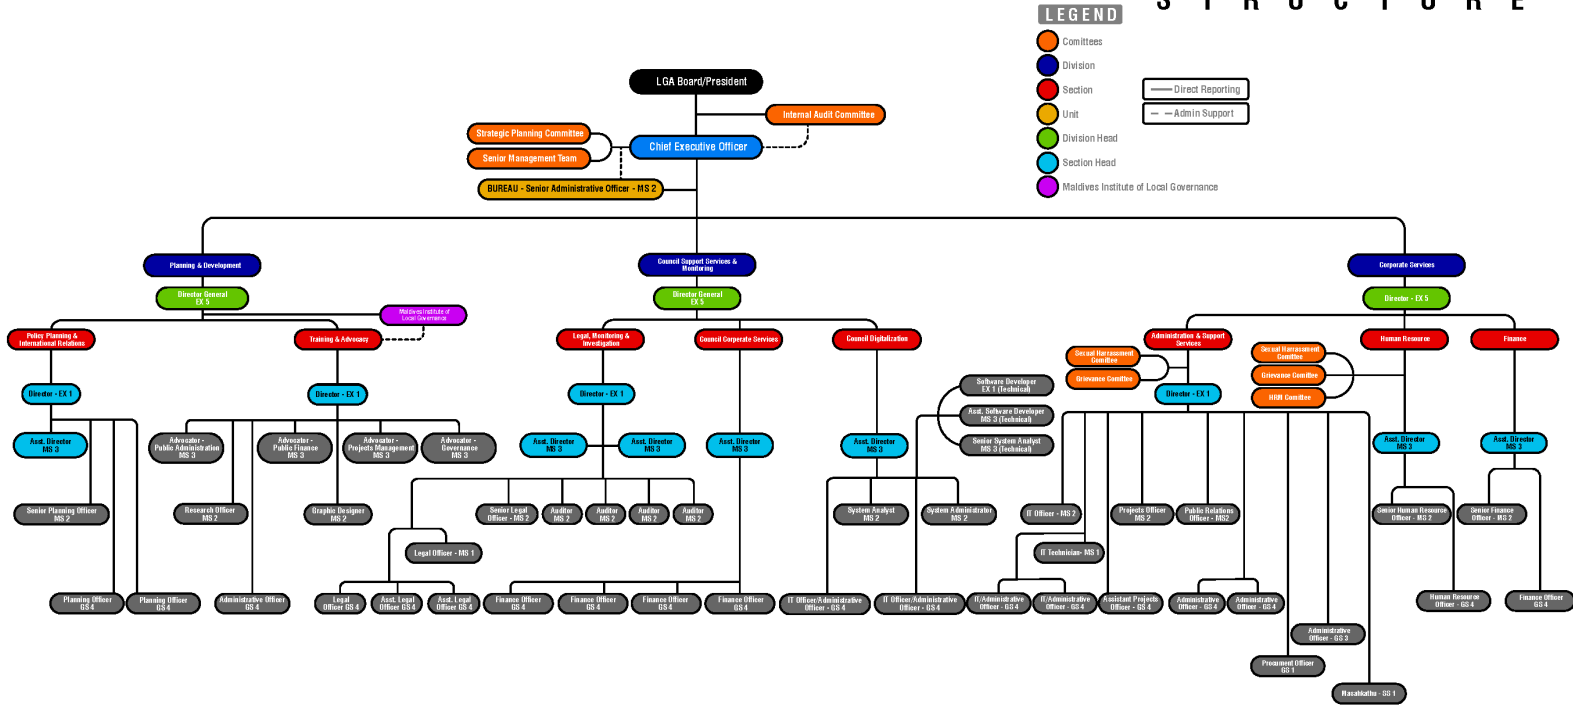 S T R U C T U R E
LEGEND
Comittees
Division
Section
Unit
Division Head
Section Head
Maldives Institute of Local Governance
Direct Reporting
Admin Support
LGA Board/President
Internal Audit Committee
Strategic Planning Committee
Senior Management Team
Chief Executive Officer
BUREAU - Senior Administrative Officer - MS 2
Planning & Development
Council Support Services &
Monitoring
Corporate Services
Director General
EX 5
Director General
EX 5
Director - EX 5
Maldives Institute of
Local Governance
Policy Planning &
International Relations
Training & Advocacy
Legal, Monitoring &
Investigation
Council Corporate Services
Council Digitalization
Administration & Support
Services
Human Resource
Finance
Sexual Harrassment
Comittee
Grievance Comittee
Sexual Harrassment
Comittee
Grievance Comittee
HRM Comittee
Director - EX 1
Director - EX 1
Director - EX 1
Director - EX 1
Software Developer
EX 1 (Technical)
Asst. Software Developer
MS 3 (Technical)
Senior System Analyst
MS 3 (Technical)
Asst. Director
MS 3
Advocator -
Public Administration
MS 3
Advocator -
Public Finance
MS 3
Advocator -
Projects Management
MS 3
Advocator -
Governance
MS 3
Asst. Director
MS 3
Asst. Director
MS 3
Asst. Director
MS 3
Asst. Director
MS 3
Asst. Director
MS 3
Asst. Director
MS 3
Senior Planning Officer
MS 2
Research Officer
MS 2
Graphic Designer
MS 2
Senior Legal
Officer - MS 2
Auditor
MS 2
Auditor
MS 2
Auditor
MS 2
Auditor
MS 2
System Analyst
MS 2
System Administrator
MS 2
IT Officer - MS 2
Projects Officer
MS 2
Public Relations
Officer - MS2
Senior Human Resource
Officer - MS 2
Senior Finance
Officer - MS 2
Legal Officer - MS 1
IT Technician- MS 1
Planning Officer
GS 4
Planning Officer
GS 4
Administrative Officer
GS 4
Legal
Officer GS 4
Asst. Legal
Officer GS 4
Asst. Legal
Officer GS 4
Finance Officer
GS 4
Finance Officer
GS 4
Finance Officer
GS 4
Finance Officer
GS 4
IT Officer/Administrative
Officer - GS 4
IT Officer/Administrative
Officer - GS 4
IT/Administrative
Officer - GS 4
IT/Administrative
Officer - GS 4
Assistant Projects
Officer - GS 4
Administrative
Officer - GS 4
Administrative
Officer - GS 4
Human Resource
Officer - GS 4
Finance Officer
GS 4
Administrative
Officer - GS 3
Procument Officer
GS 1
Masahkathu - SS 1